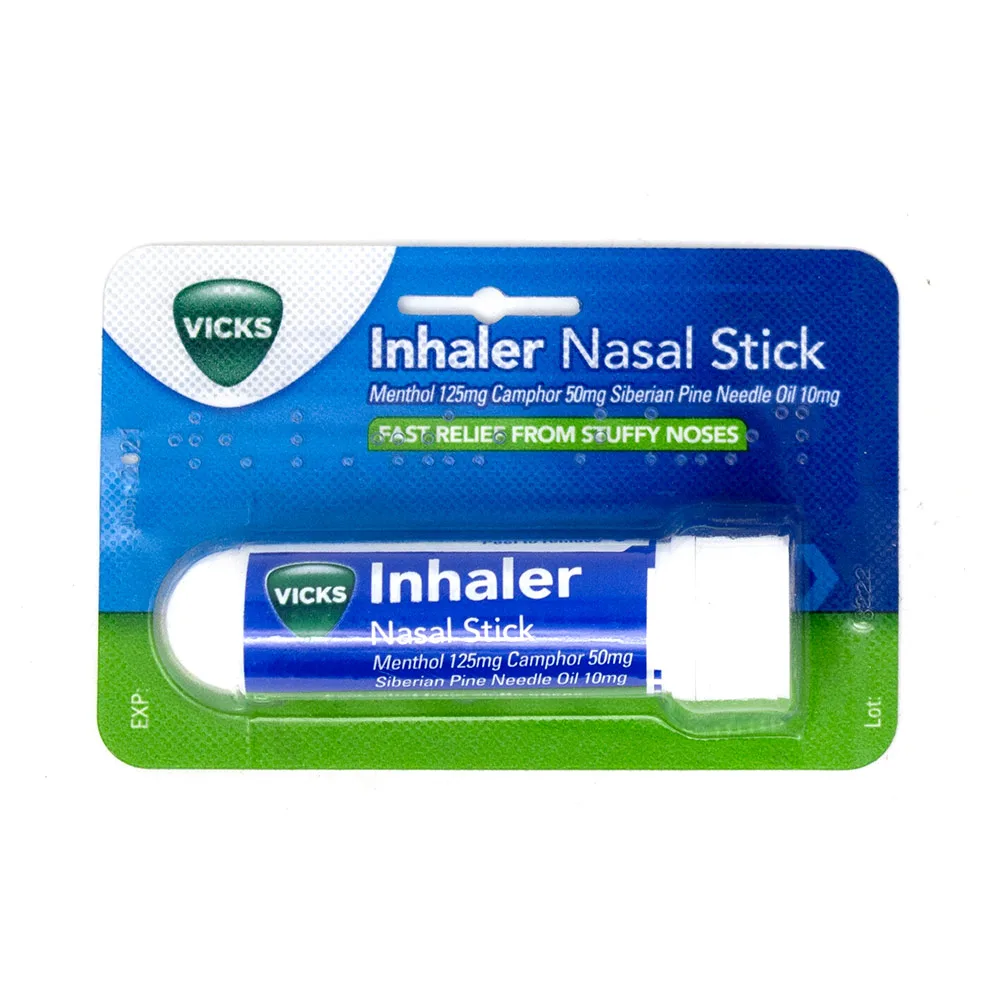 VICKS
Inhaler Nasal Stick
Menthol 125mg Camphor 50mg Siberian Pine Needle Oil 10mg
FAST RELIEF FROM STUFFY NOSES
VICKS
Inhaler
Nasal Stick
Menthol 125mg Camphor 50mg
Siberian Pine Needle Oil 10mg
EXP:
Lot: